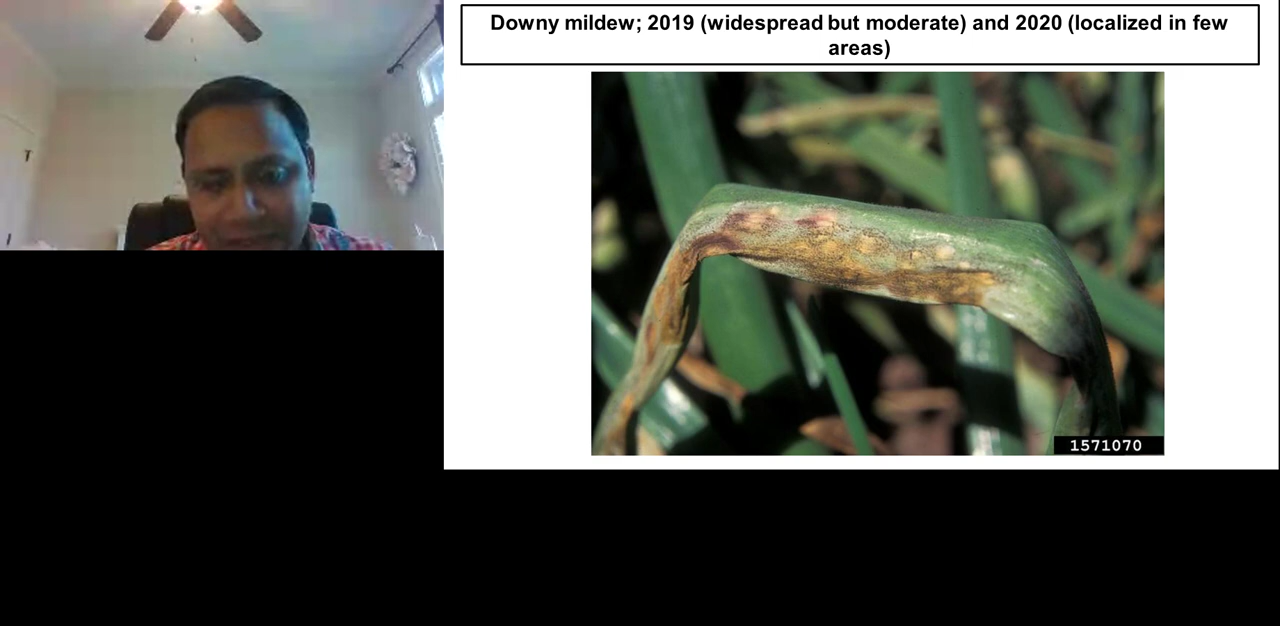 Downy mildew; 2019 (widespread but moderate) and 2020 (localized in few
areas)
1571070